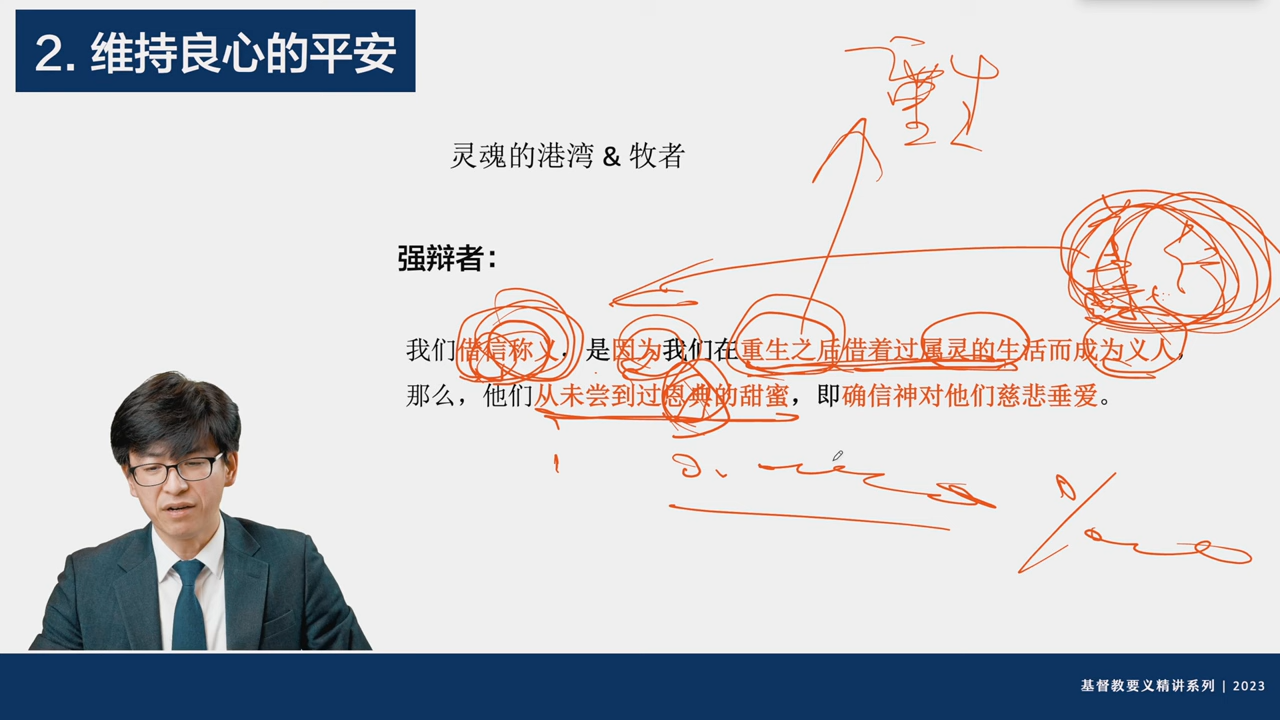 2. 维持良心的平安
重生
灵魂的港湾 & 牧者
强辩者：
我们借信称义，是因为我们在重生之后借着过属灵的生活而成为义人，
那么，他们从未尝到过恩典的甜蜜，即确信神对他们慈悲垂爱。
基督教要义精讲系列 | 2023